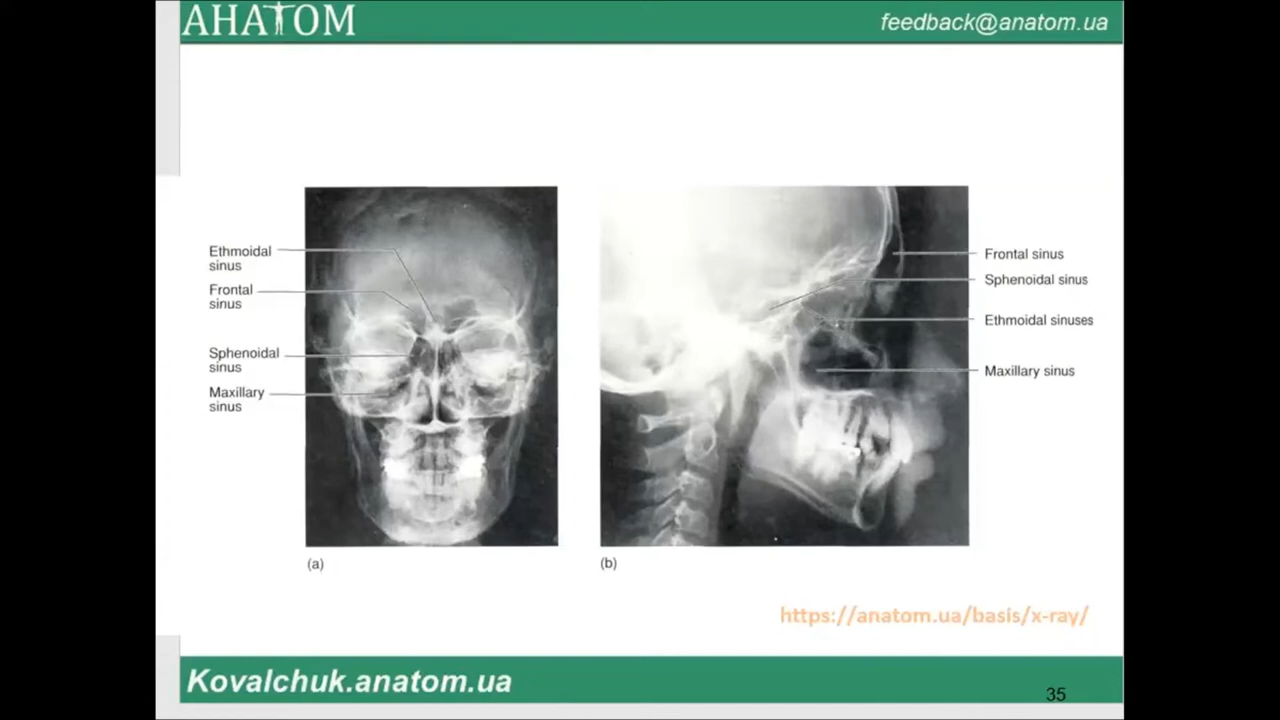 АНАТОМ
feedback@anatom.ua
Ethmoidal
sinus
Frontal
sinus
Sphenoidal
sinus
Maxillary
sinus
(a)
Frontal sinus
Sphenoidal sinus
Ethmoidal sinuses
Maxillary sinus
(b)
https://anatom.ua/basis/x-ray/
Kovalchuk.anatom.ua
35